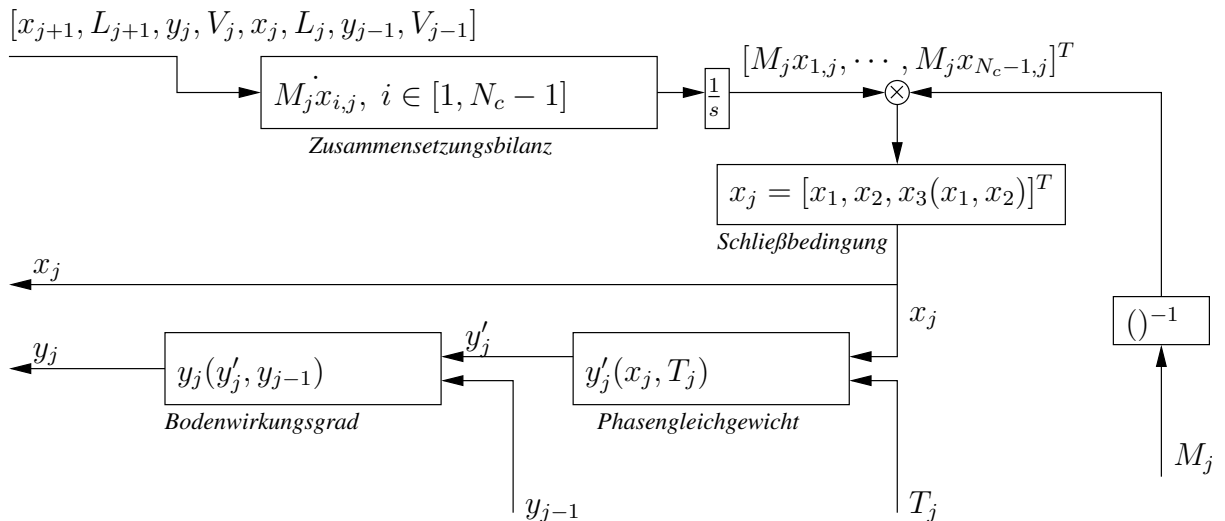 [x_{j+1}, L_{j+1}, y_j, V_j, x_j, L_j, y_{j-1}, V_{j-1}]
[M_j x_{1,j}, ⋯ , M_j x_{N_c-1,j}]^T
\dot{M_j x_{i,j}}, i ∈ [1, N_c − 1]
1/s
⊗
Zusammensetzungsbilanz
x_j = [x_1, x_2, x_3(x_1, x_2)]^T
Schließbedingung
x_j
x_j
()^{-1}
y_j
y_j(y'_j, y_{j-1})
y'_j
y'_j(x_j, T_j)
Bodenwirkungsgrad
Phasengleichgewicht
M_j
y_{j-1}
T_j